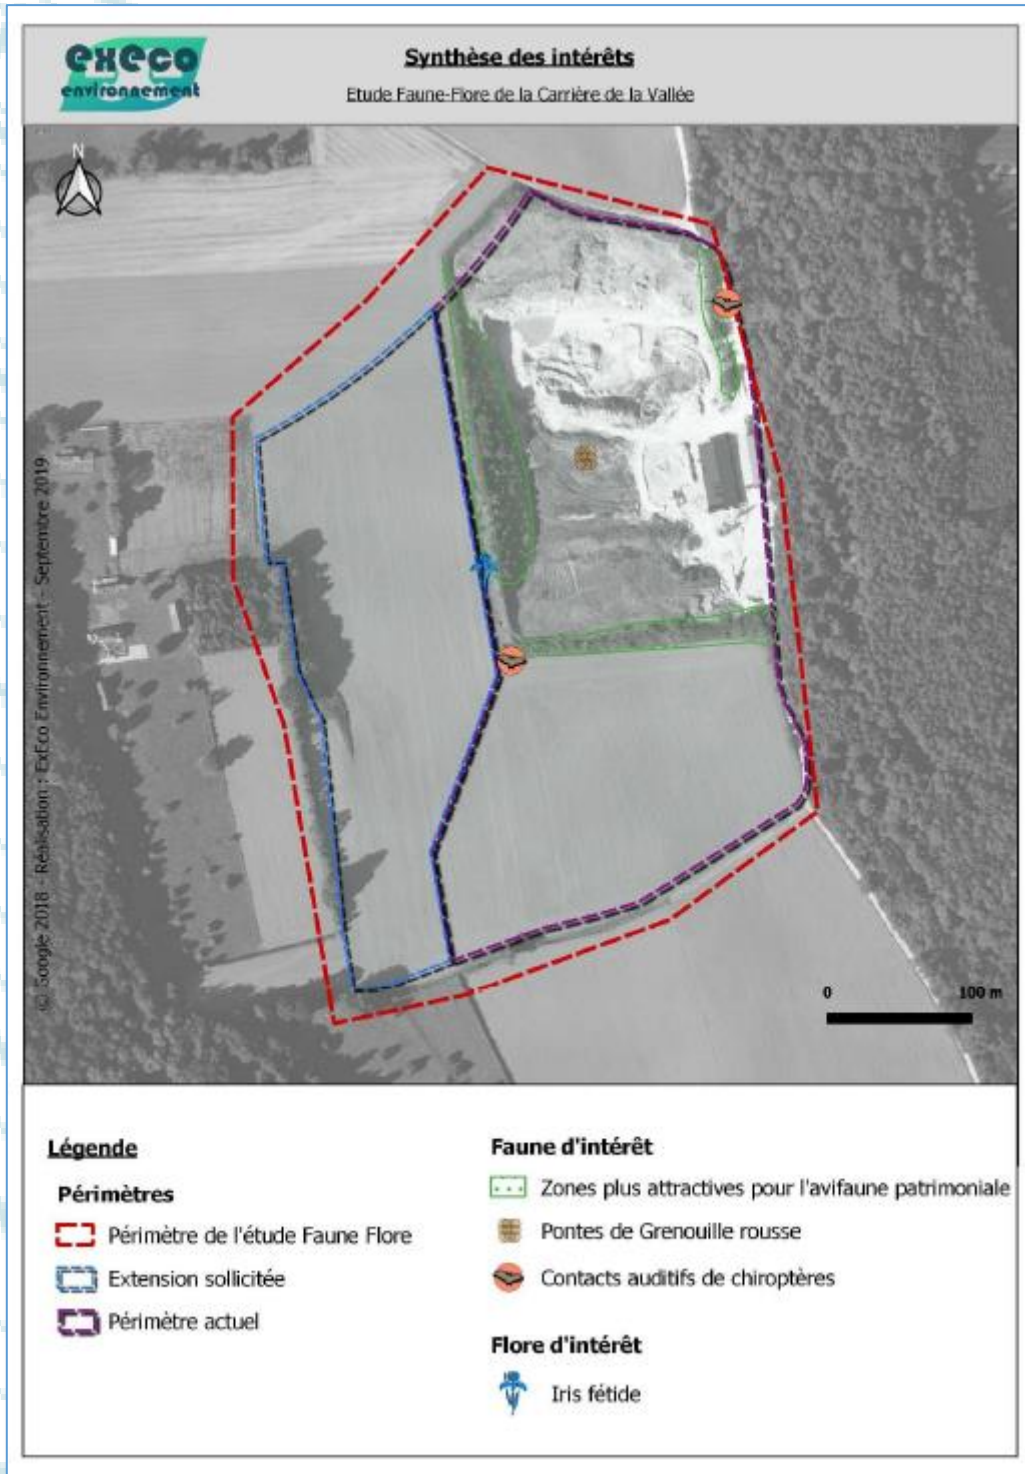 execo
environnement
Synthèse des intérêts
Etude Faune-Flore de la Carrière de la Vallée
N
© Google 2018 - Réalisation : ExEco Environnement - Septembre 2019
0 100 m
Légende
Périmètres
Périmètre de l'étude Faune Flore
Extension sollicitée
Périmètre actuel
Faune d'intérêt
Zones plus attractives pour l'avifaune patrimoniale
Pontes de Grenouille rousse
Contacts auditifs de chiroptères
Flore d'intérêt
Iris fétide